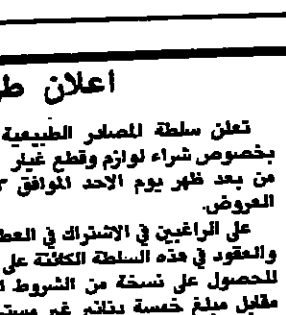 اعلان ط
تعلن سلطة المصادر الطبيعية
بخصوص شراء لوازم وقطع غيار
من بعد ظهر يوم الاحد الموافق
العروض.
على الراغبين في الاشتراك في العط
والعقود في هذه السلطة الكائنة على
للحصول على نسخة من الشروط
مقابل مبلغ خمسة دنانير غير